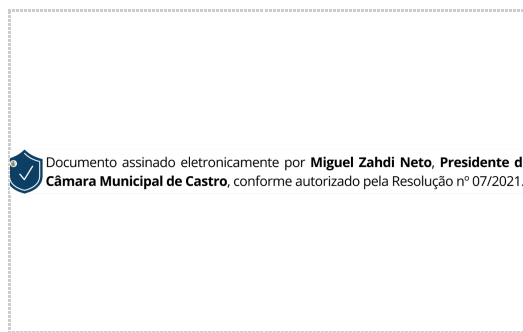 Documento assinado eletronicamente por Miguel Zahdi Neto, Presidente d
Câmara Municipal de Castro, conforme autorizado pela Resolução nº 07/2021.